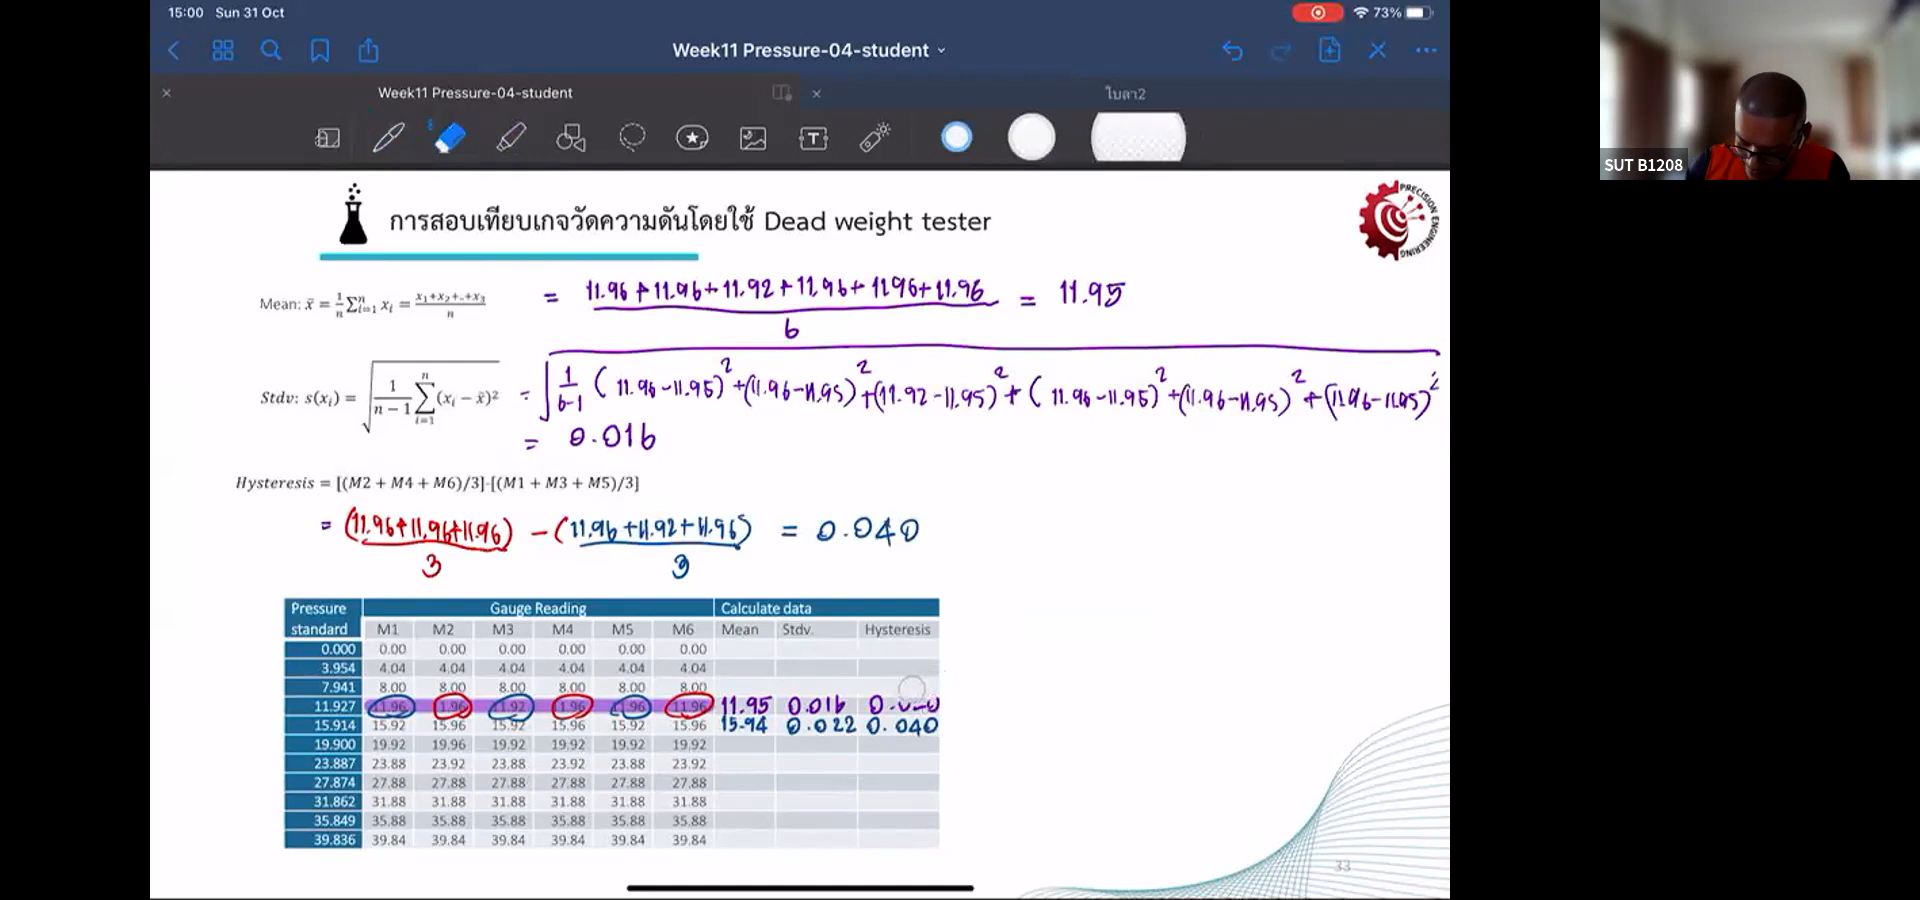 15:00 Sun 31 Oct
73%
Week11 Pressure-04-student
Week11 Pressure-04-student
ใบลา2
SUT B1208
การสอบเทียบเกจวัดความดันโดยใช้ Dead weight tester
PRECISION ENGINEERING
Mean: x̄ = 1/n ∑ⁿᵢ₌₁ xᵢ = x₁+x₂+..+x₃/n = 11.96+11.96+11.92+11.96+11.96+11.96/6 = 11.95
Stdv: s(xᵢ) = √(1/(n−1) ∑ⁿᵢ₌₁ (xᵢ − x̄)²) = √(1/(6-1) (11.96-11.95)²+(11.96-11.95)²+(11.92-11.95)²+(11.96-11.95)²+(11.96-11.95)²+(11.96-11.95)²
= 0.016
Hysteresis = [(M2 + M4 + M6)/3]-[(M1 + M3 + M5)/3]
= (11.96+11.96+11.96)/3 - (11.96+11.92+11.96)/3 = 0.040
Pressure Gauge Reading Calculate data
standard M1 M2 M3 M4 M5 M6 Mean Stdv. Hysteresis
0.000 0.00 0.00 0.00 0.00 0.00 0.00
3.954 4.04 4.04 4.04 4.04 4.04 4.04
7.941 8.00 8.00 8.00 8.00 8.00 8.00
11.927 11.96 11.96 11.92 11.96 11.96 11.96 11.95 0.016
15.914 15.92 15.96 15.92 15.96 15.92 15.96 15.94 0.022 0.040
19.900 19.92 19.96 19.92 19.92 19.92 19.92
23.887 23.88 23.92 23.88 23.92 23.88 23.92
27.874 27.88 27.88 27.88 27.88 27.88 27.88
31.862 31.88 31.88 31.88 31.88 31.88 31.88
35.849 35.88 35.88 35.88 35.88 35.88 35.88
39.836 39.84 39.84 39.84 39.84 39.84 39.84
33